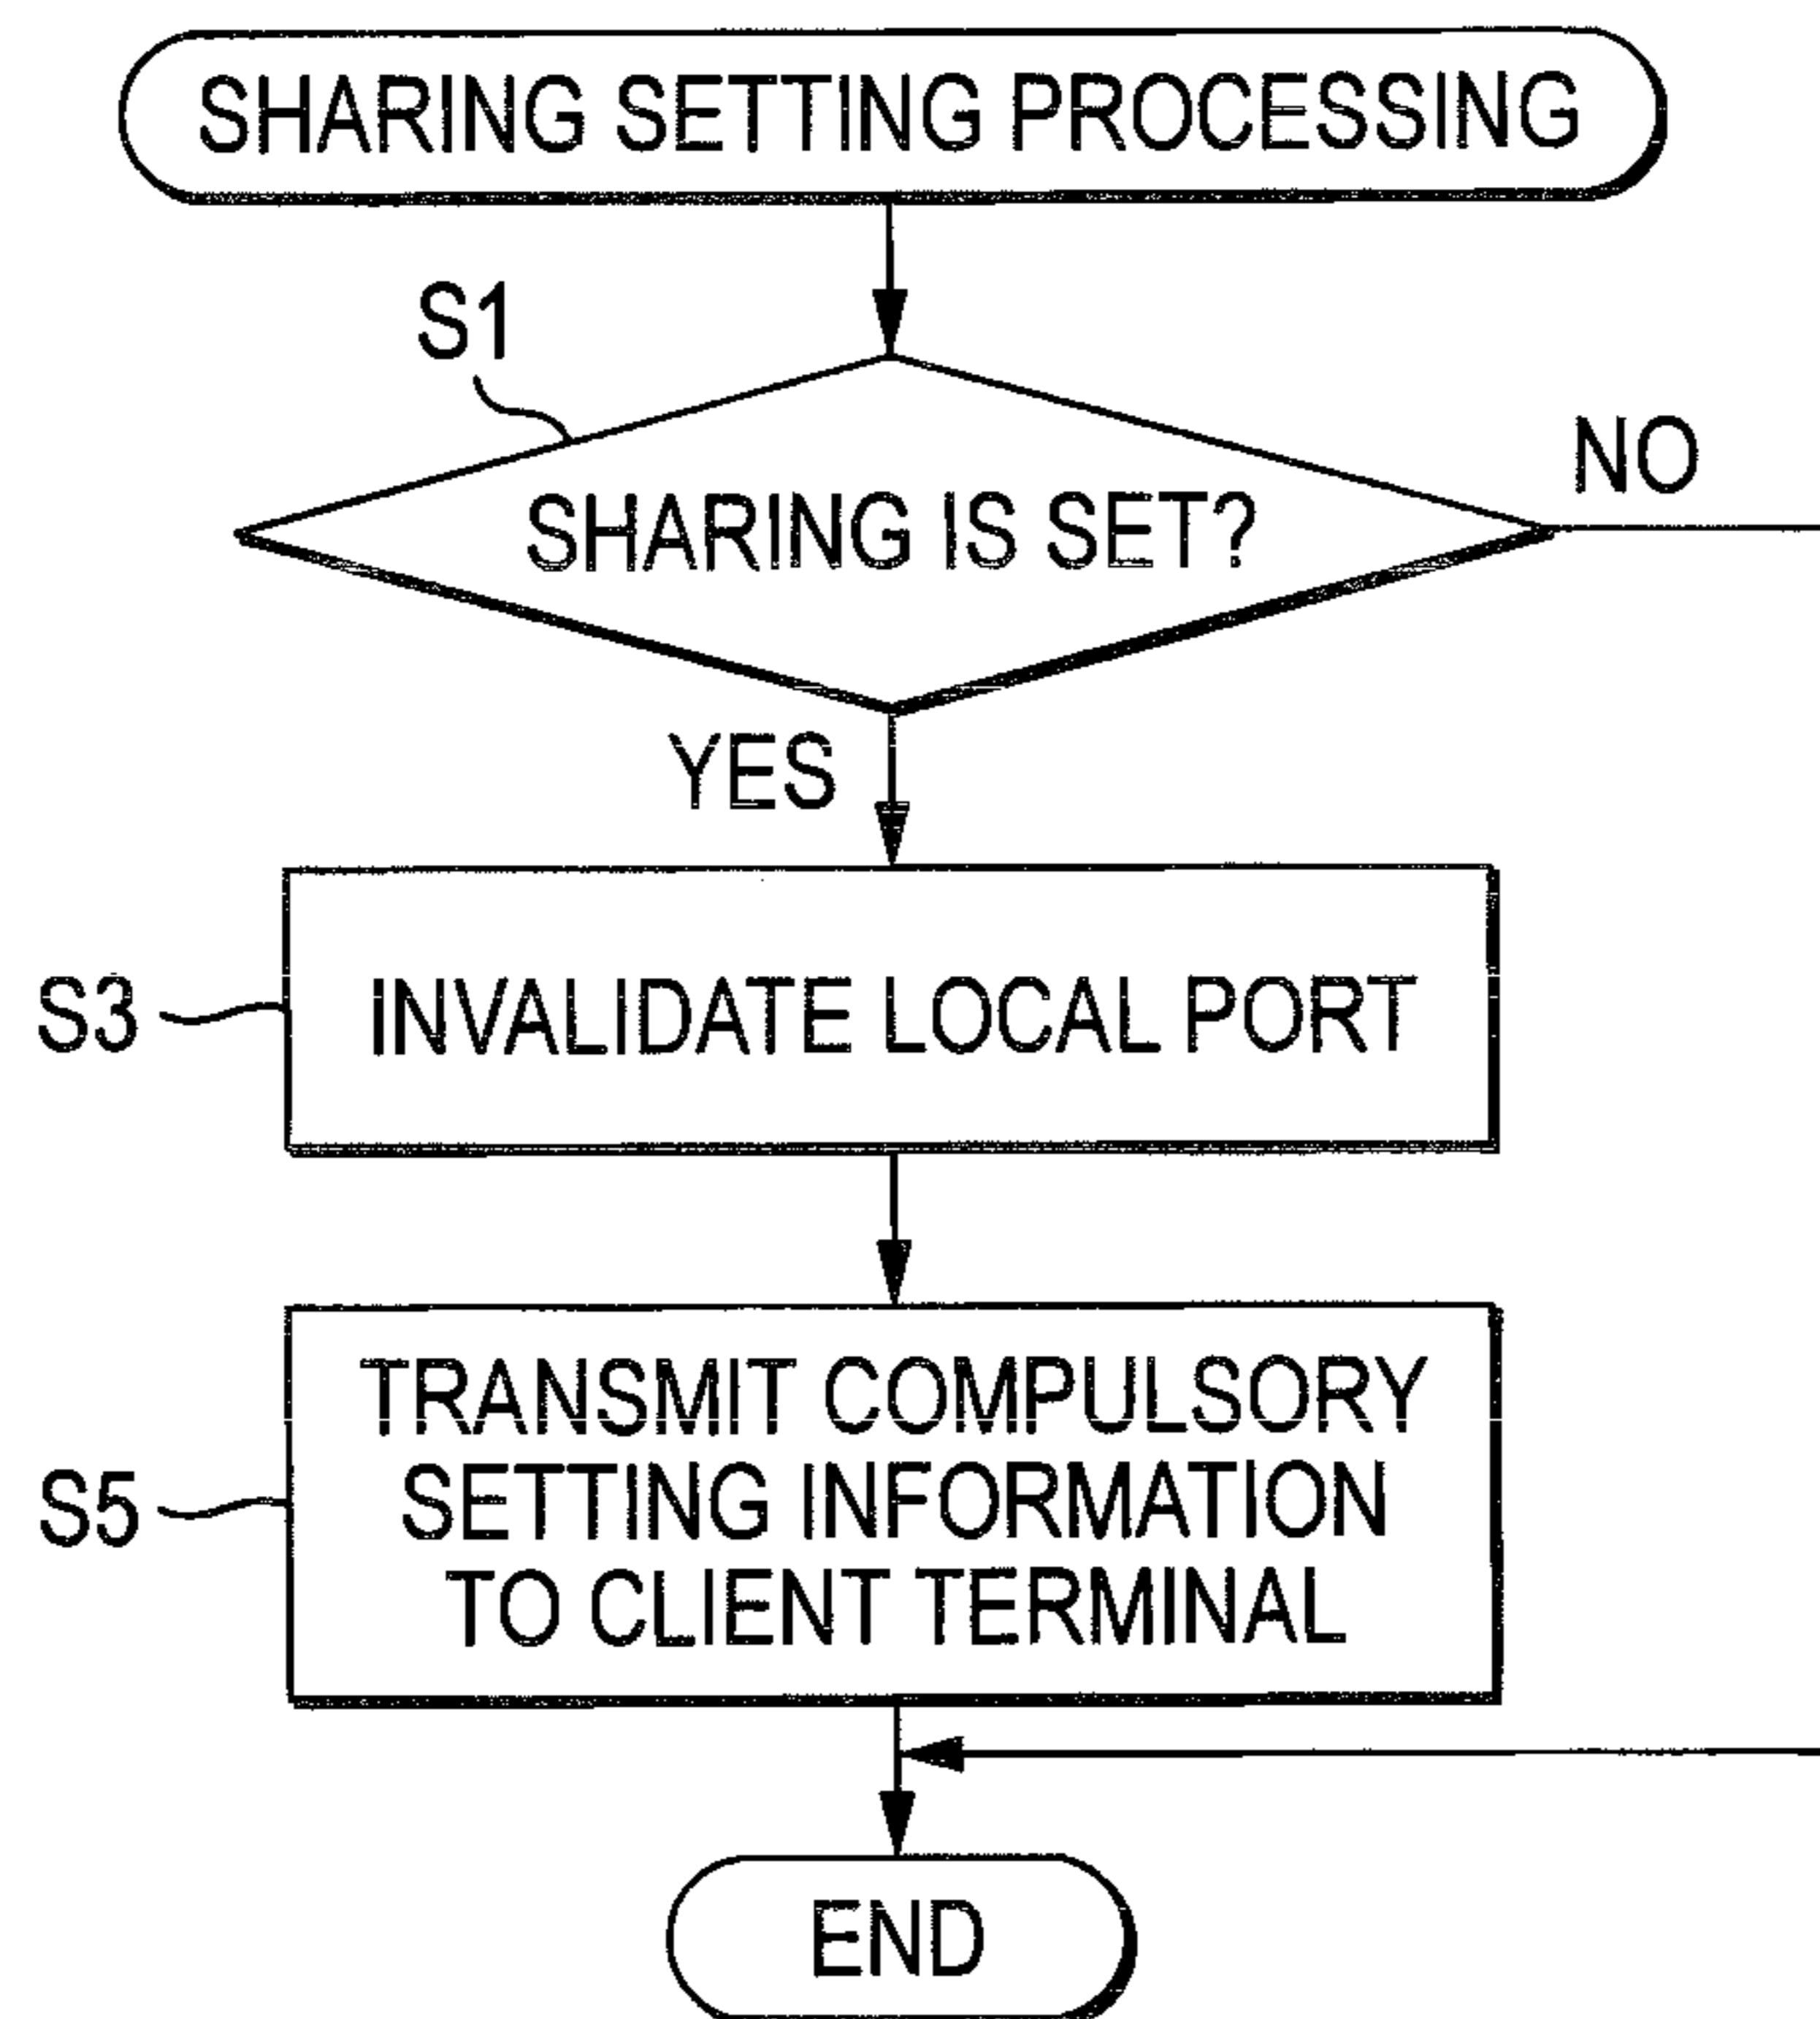 SHARING SETTING PROCESSING
S1
SHARING IS SET?
NO
YES
S3
INVALIDATE LOCAL PORT
S5
TRANSMIT COMPULSORY
SETTING INFORMATION
TO CLIENT TERMINAL
END